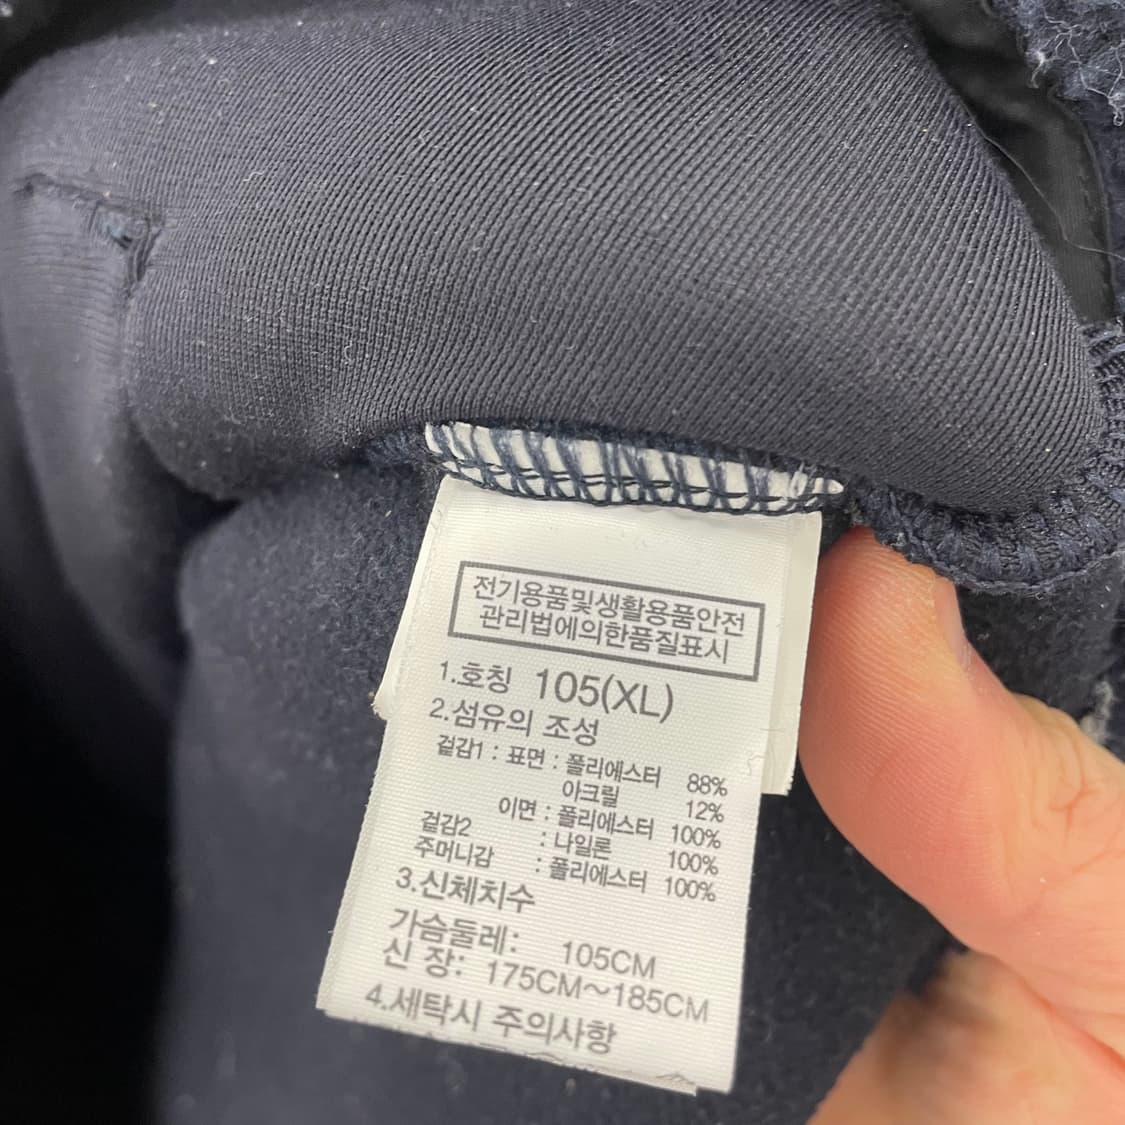 전기용품및생활용품안전
관리법에의한품질표시
1.호칭 105(XL)
2.섬유의 조성
겉감1 : 표면 : 폴리에스터 88%
아크릴 12%
이면 : 폴리에스터 100%
겉감2 : 나일론 100%
주머니감 : 폴리에스터 100%
3.신체치수
가슴둘레: 105CM
신 장: 175CM~185CM
4.세탁시 주의사항